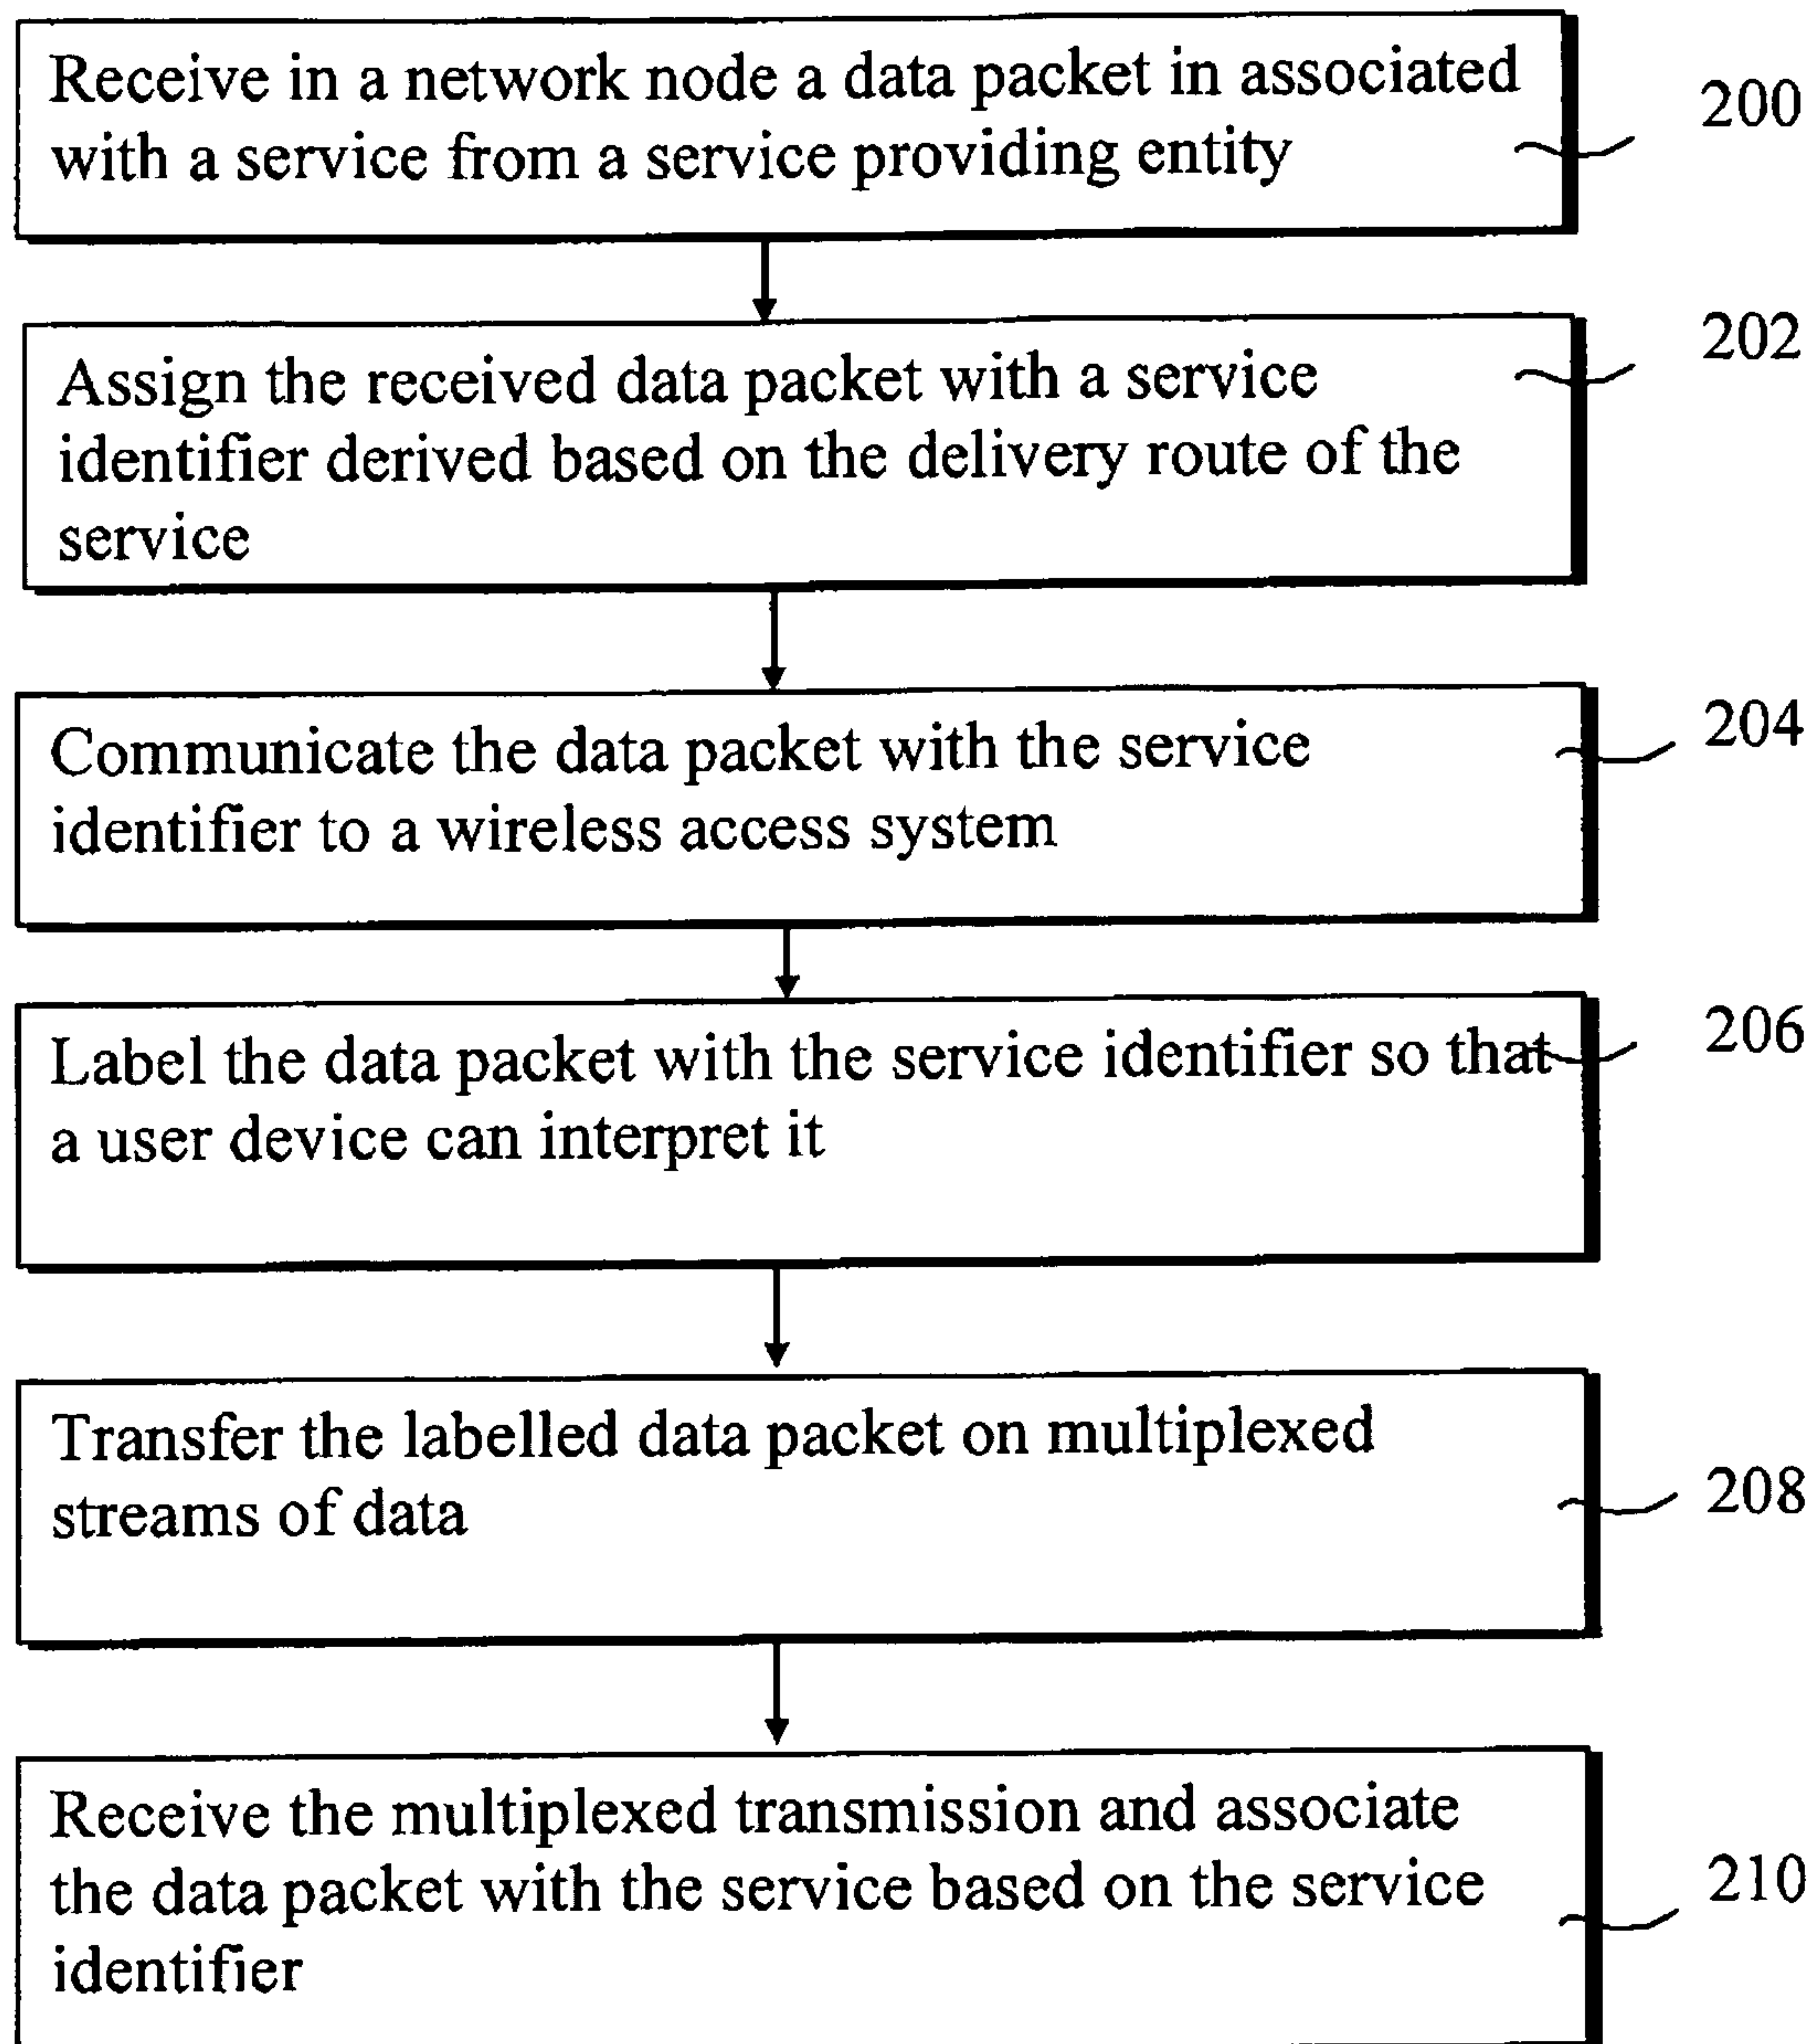 Receive in a network node a data packet in associated
with a service from a service providing entity
200
Assign the received data packet with a service
identifier derived based on the delivery route of the
service
202
Communicate the data packet with the service
identifier to a wireless access system
204
Label the data packet with the service identifier so that
a user device can interpret it
206
Transfer the labelled data packet on multiplexed
streams of data
208
Receive the multiplexed transmission and associate
the data packet with the service based on the service
identifier
210